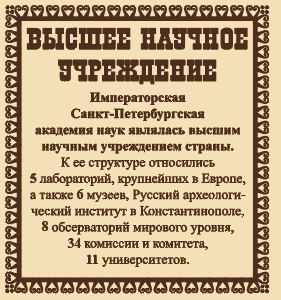 ВЫСШЕЕ НАУЧНОЕ
УЧРЕЖДЕНИЕ
Императорская
Санкт-Петербургская
академия наук являлась высшим
научным учреждением страны.
К ее структуре относились
5 лабораторий, крупнейших в Европе,
а также 6 музеев, Русский археологи-
ческий институт в Константинополе,
8 обсерваторий мирового уровня,
34 комиссии и комитета,
11 университетов.